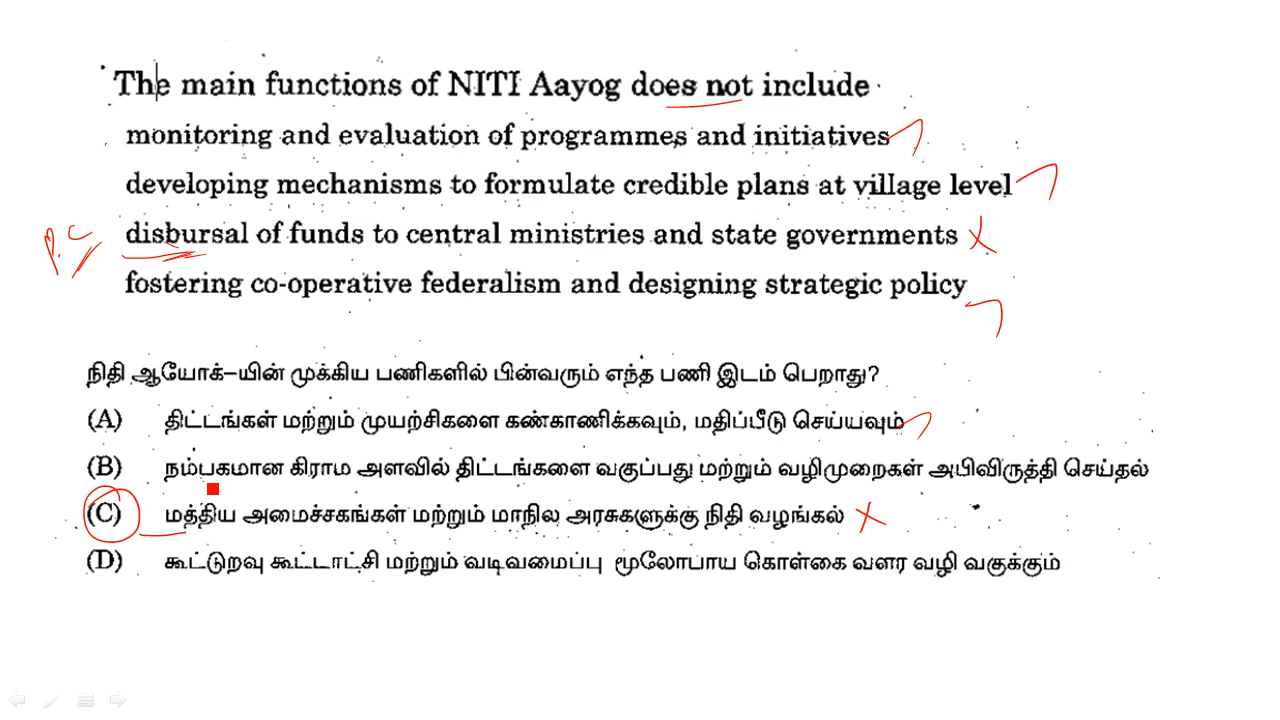 The main functions of NITI Aayog does not include
monitoring and evaluation of programmes and initiatives
developing mechanisms to formulate credible plans at village level
P.C disbursal of funds to central ministries and state governments
fostering co-operative federalism and designing strategic policy
நிதி ஆயோக்–யின் முக்கிய பணிகளில் பின்வரும் எந்த பணி இடம் பெறாது?
(A) திட்டங்கள் மற்றும் முயற்சிகளை கண்காணிக்கவும், மதிப்பீடு செய்யவும்
(B) நம்பகமான கிராம அளவில் திட்டங்களை வகுப்பது மற்றும் வழிமுறைகள் அபிவிருத்தி செய்தல்
(C) மத்திய அமைச்சகங்கள் மற்றும் மாநில அரசுகளுக்கு நிதி வழங்கல்
(D) கூட்டுறவு கூட்டாட்சி மற்றும் வடிவமைப்பு மூலோபாய கொள்கை வளர வழி வகுக்கும்